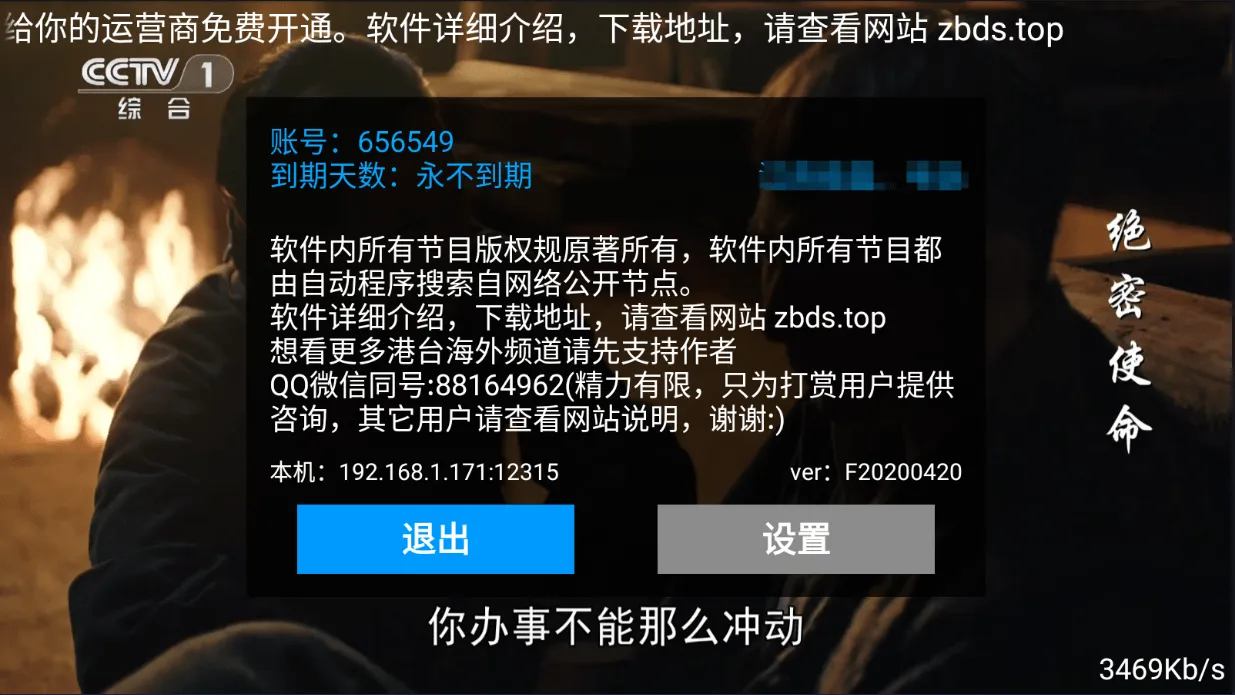 给你的运营商免费开通。软件详细介绍，下载地址，请查看网站 zbds.top
CCTV 1
综合
账号：656549
到期天数：永不到期
软件内所有节目版权规原著所有，软件内所有节目都
由自动程序搜索自网络公开节点。
软件详细介绍，下载地址，请查看网站 zbds.top
想看更多港台海外频道请先支持作者
QQ微信同号:88164962(精力有限，只为打赏用户提供
咨询，其它用户请查看网站说明，谢谢:)
本机：192.168.1.171:12315
ver：F20200420
退出
设置
绝密使命
你办事不能那么冲动
3469Kb/s